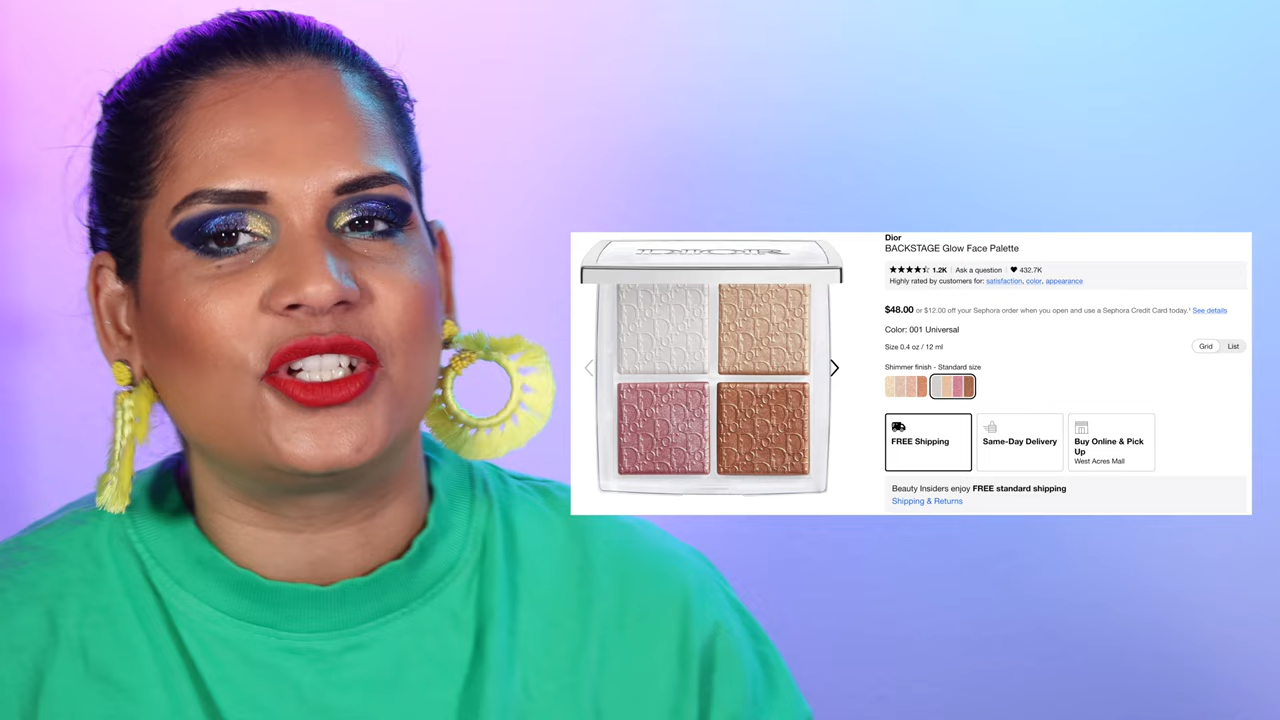 DIOR
Dior
BACKSTAGE Glow Face Palette
1.2K Ask a question 432.7K
Highly rated by customers for: satisfaction, color, appearance
$48.00 or $12.00 off your Sephora order when you open and use a Sephora Credit Card today.¹ See details
Color: 001 Universal
Size 0.4 oz / 12 ml
Grid List
Shimmer finish - Standard size
FREE Shipping
Same-Day Delivery
Buy Online & Pick
Up
West Acres Mall
Beauty Insiders enjoy FREE standard shipping
Shipping & Returns